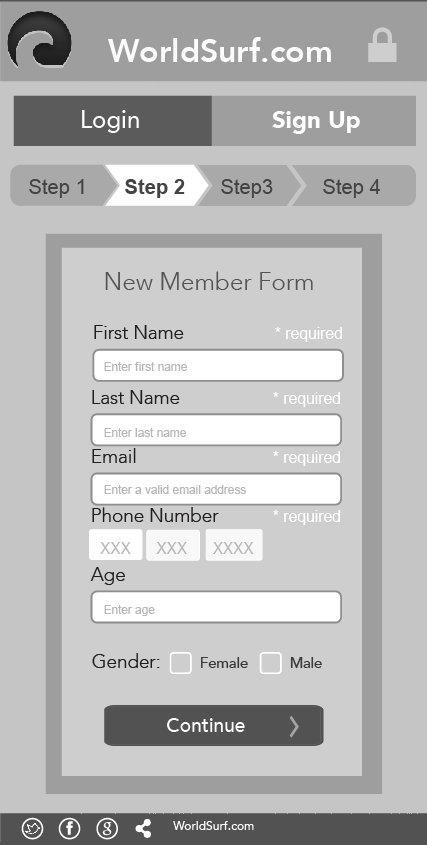 WorldSurf.com
Login Sign Up
Step 1 Step 2 Step3 Step 4
New Member Form
First Name * required
Enter first name
Last Name * required
Enter last name
Email * required
Enter a valid email address
Phone Number * required
XXX XXX XXXX
Age
Enter age
Gender: Female Male
Continue
f g WorldSurf.com